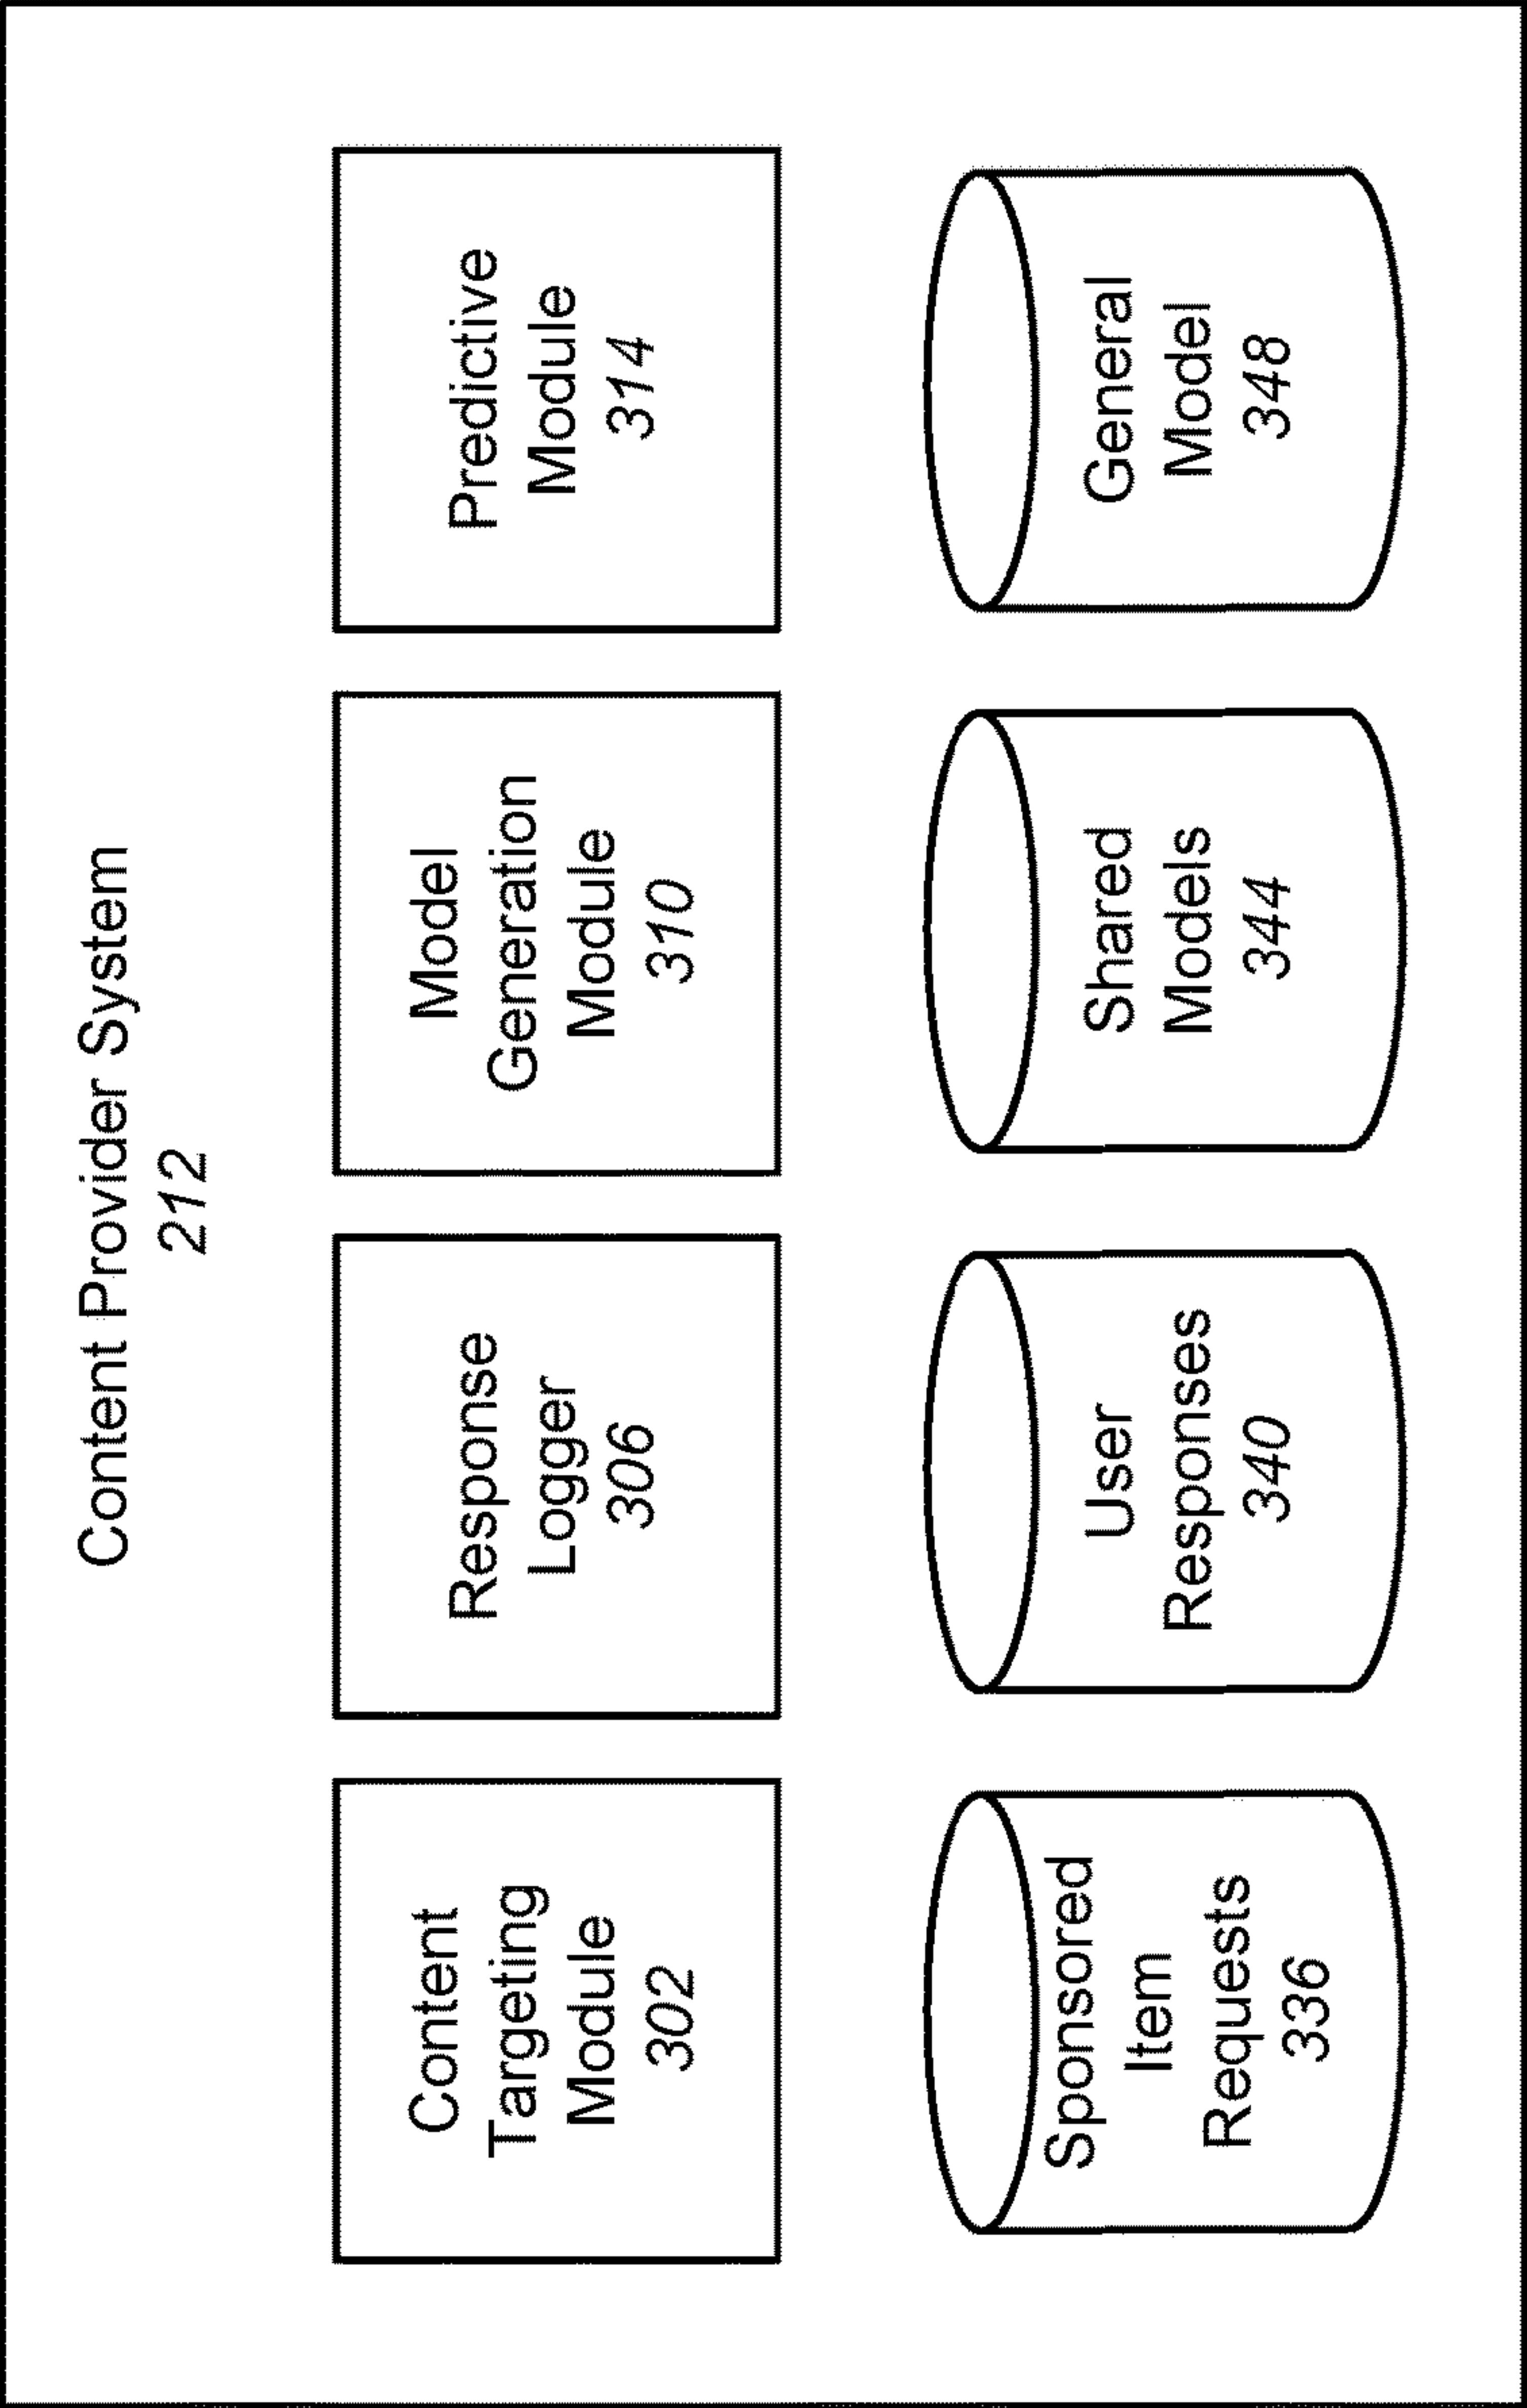 Content Provider System
212
Content
Targeting
Module
302
Response
Logger
306
Model
Generation
Module
310
Predictive
Module
314
Sponsored
Item
Requests
336
User
Responses
340
Shared
Models
344
General
Model
348